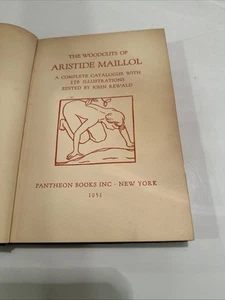 THE WOODCUTS OF
ARISTIDE MAILLOL
A COMPLETE CATALOGUE WITH
176 ILLUSTRATIONS
EDITED BY JOHN REWALD
PANTHEON BOOKS INC · NEW YORK
1951